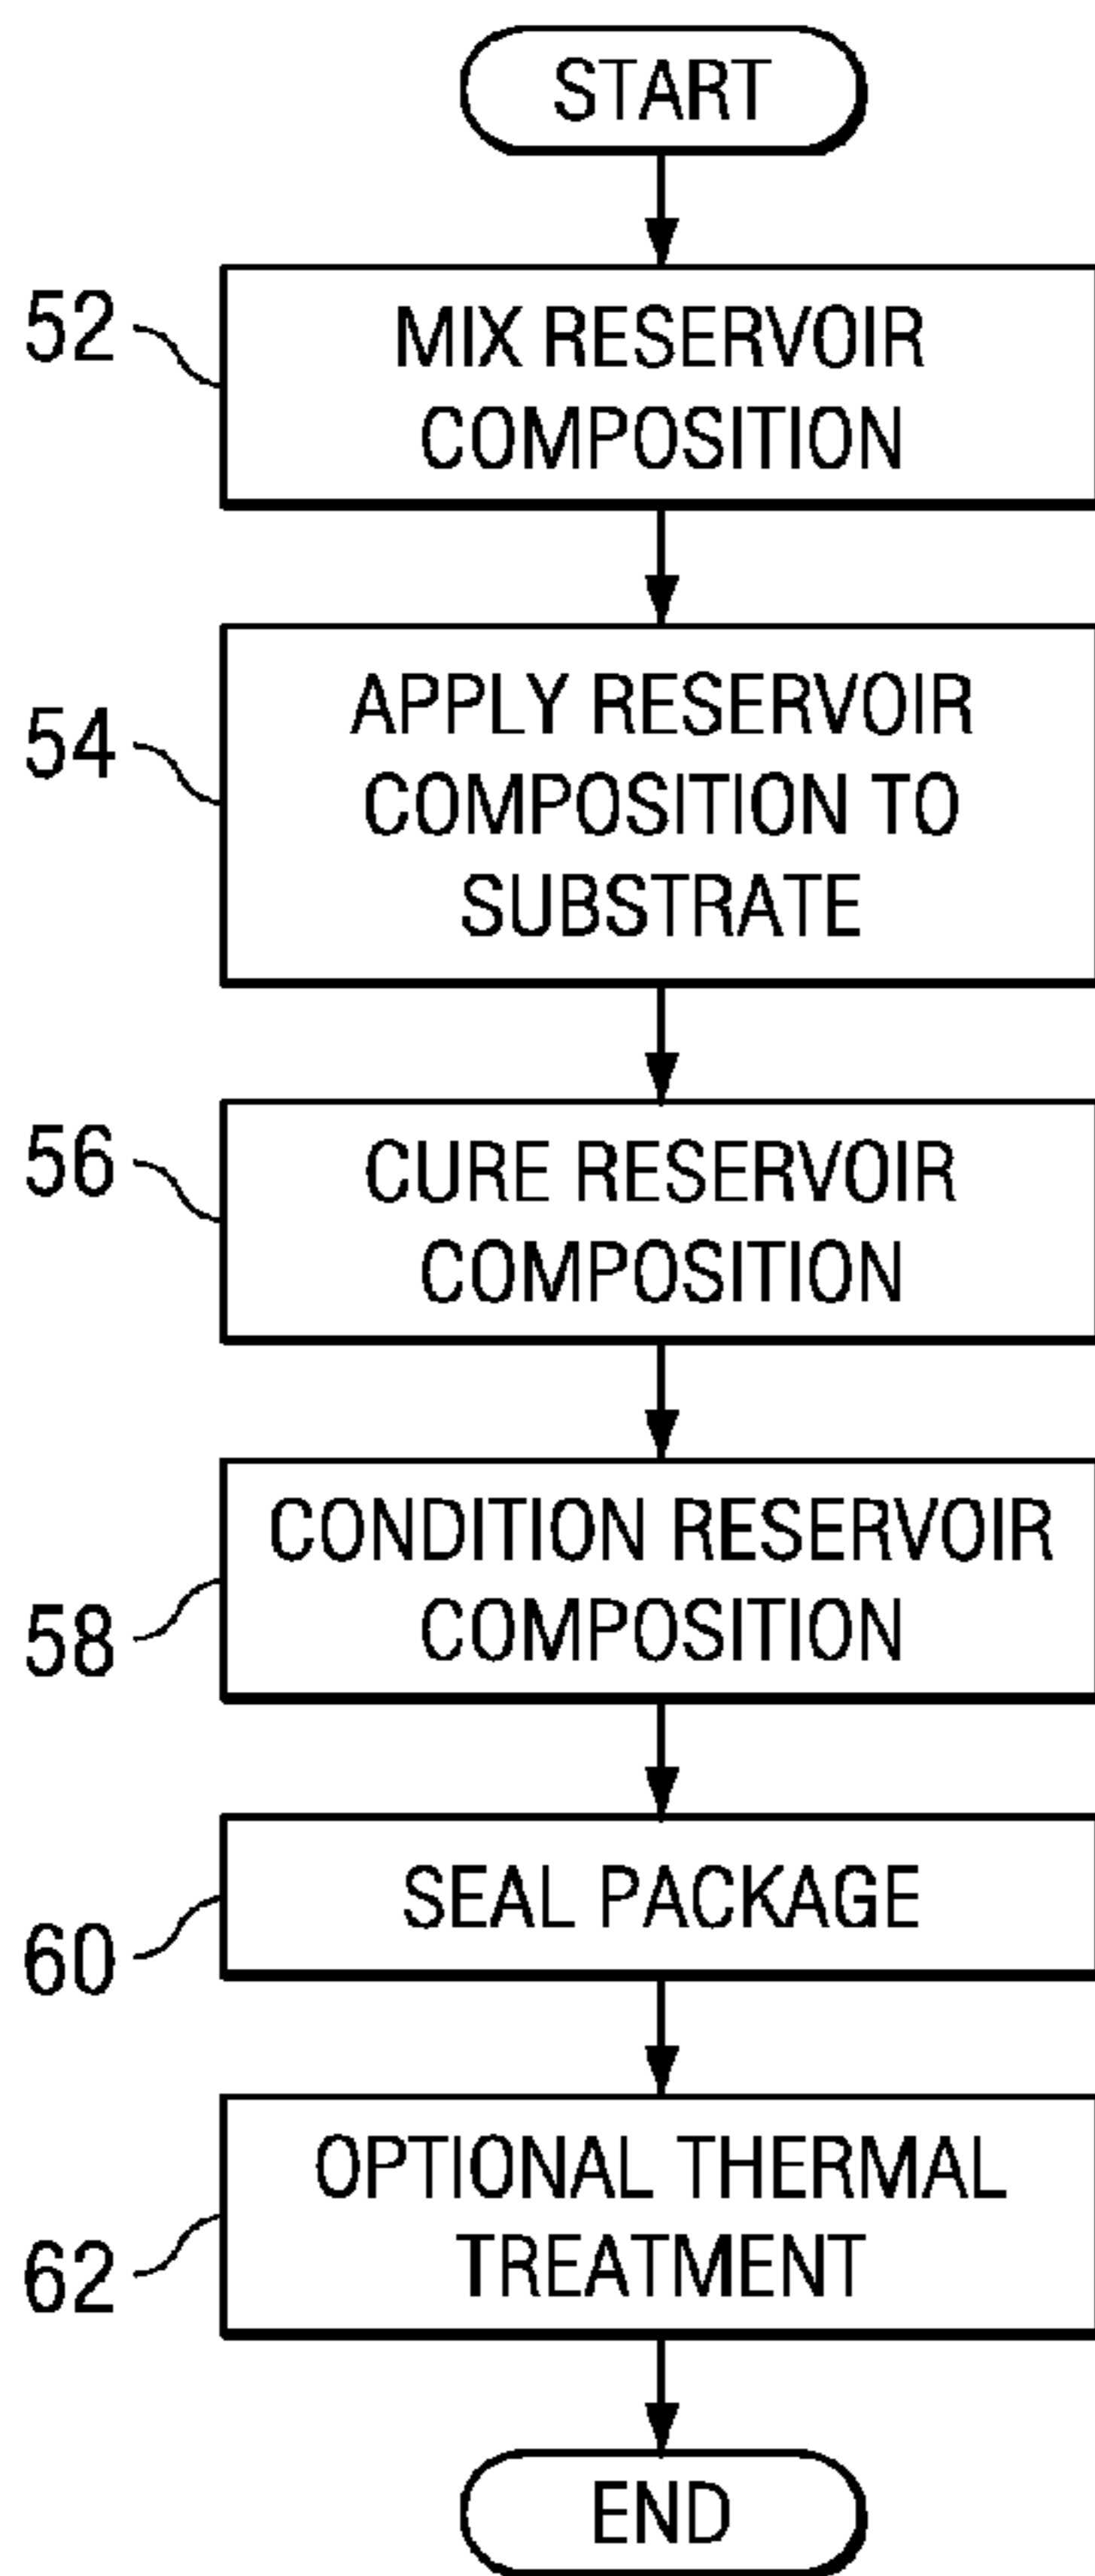 START
52
MIX RESERVOIR
COMPOSITION
54
APPLY RESERVOIR
COMPOSITION TO
SUBSTRATE
56
CURE RESERVOIR
COMPOSITION
58
CONDITION RESERVOIR
COMPOSITION
60
SEAL PACKAGE
62
OPTIONAL THERMAL
TREATMENT
END